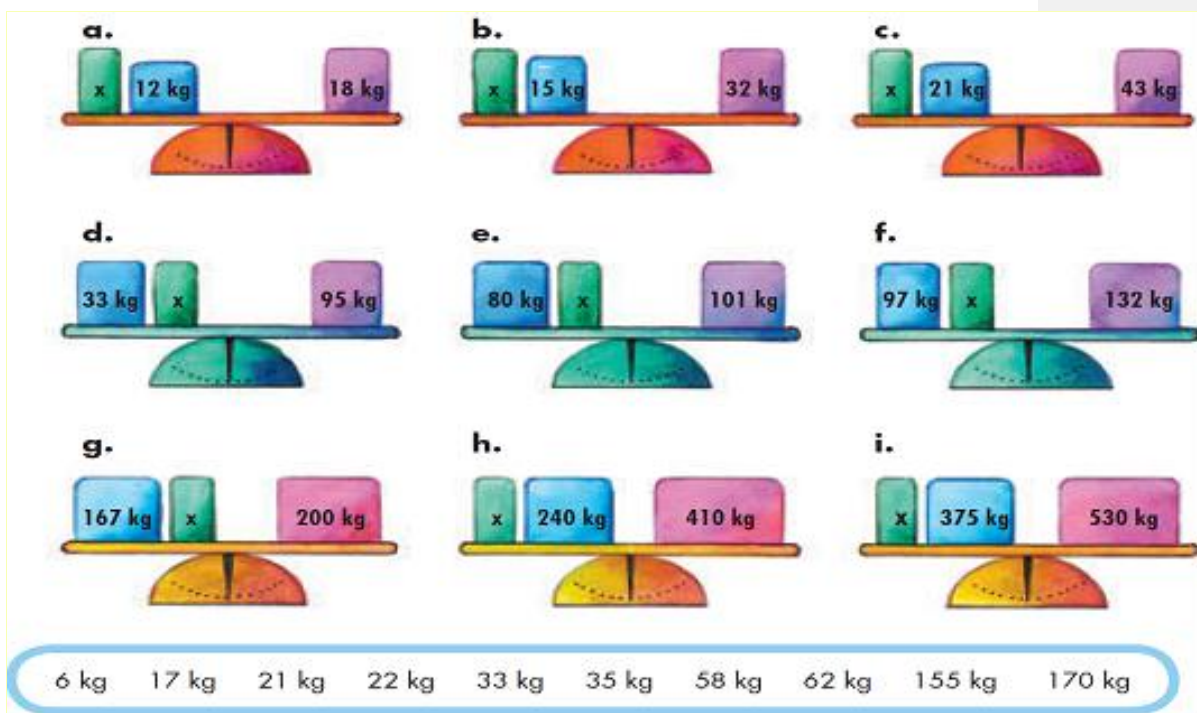 a. b. c.
x 12 kg 18 kg x 15 kg 32 kg x 21 kg 43 kg
d. e. f.
33 kg x 95 kg 80 kg x 101 kg 97 kg x 132 kg
g. h. i.
167 kg x 200 kg x 240 kg 410 kg x 375 kg 530 kg
6 kg 17 kg 21 kg 22 kg 33 kg 35 kg 58 kg 62 kg 155 kg 170 kg